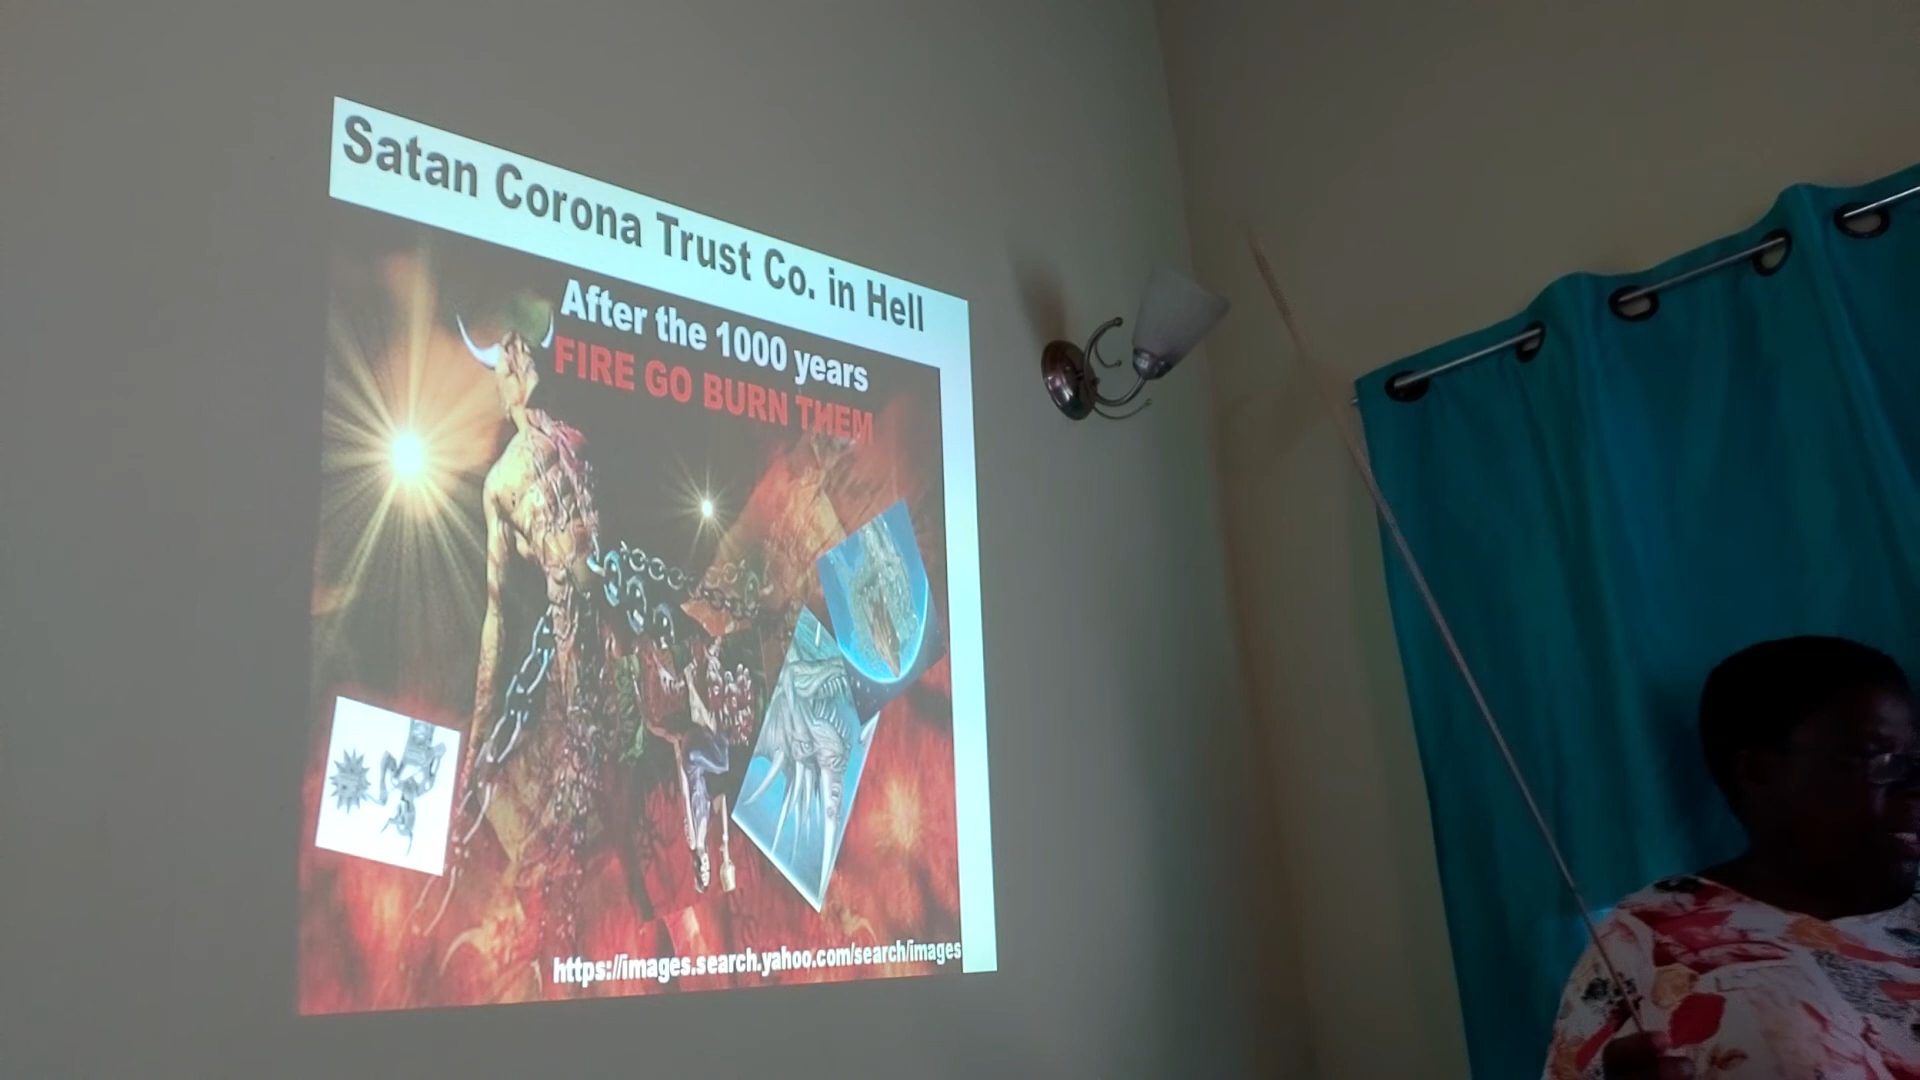 Satan Corona Trust Co. in Hell
After the 1000 years
FIRE GO BURN THEM
https://images.search.yahoo.com/search/images